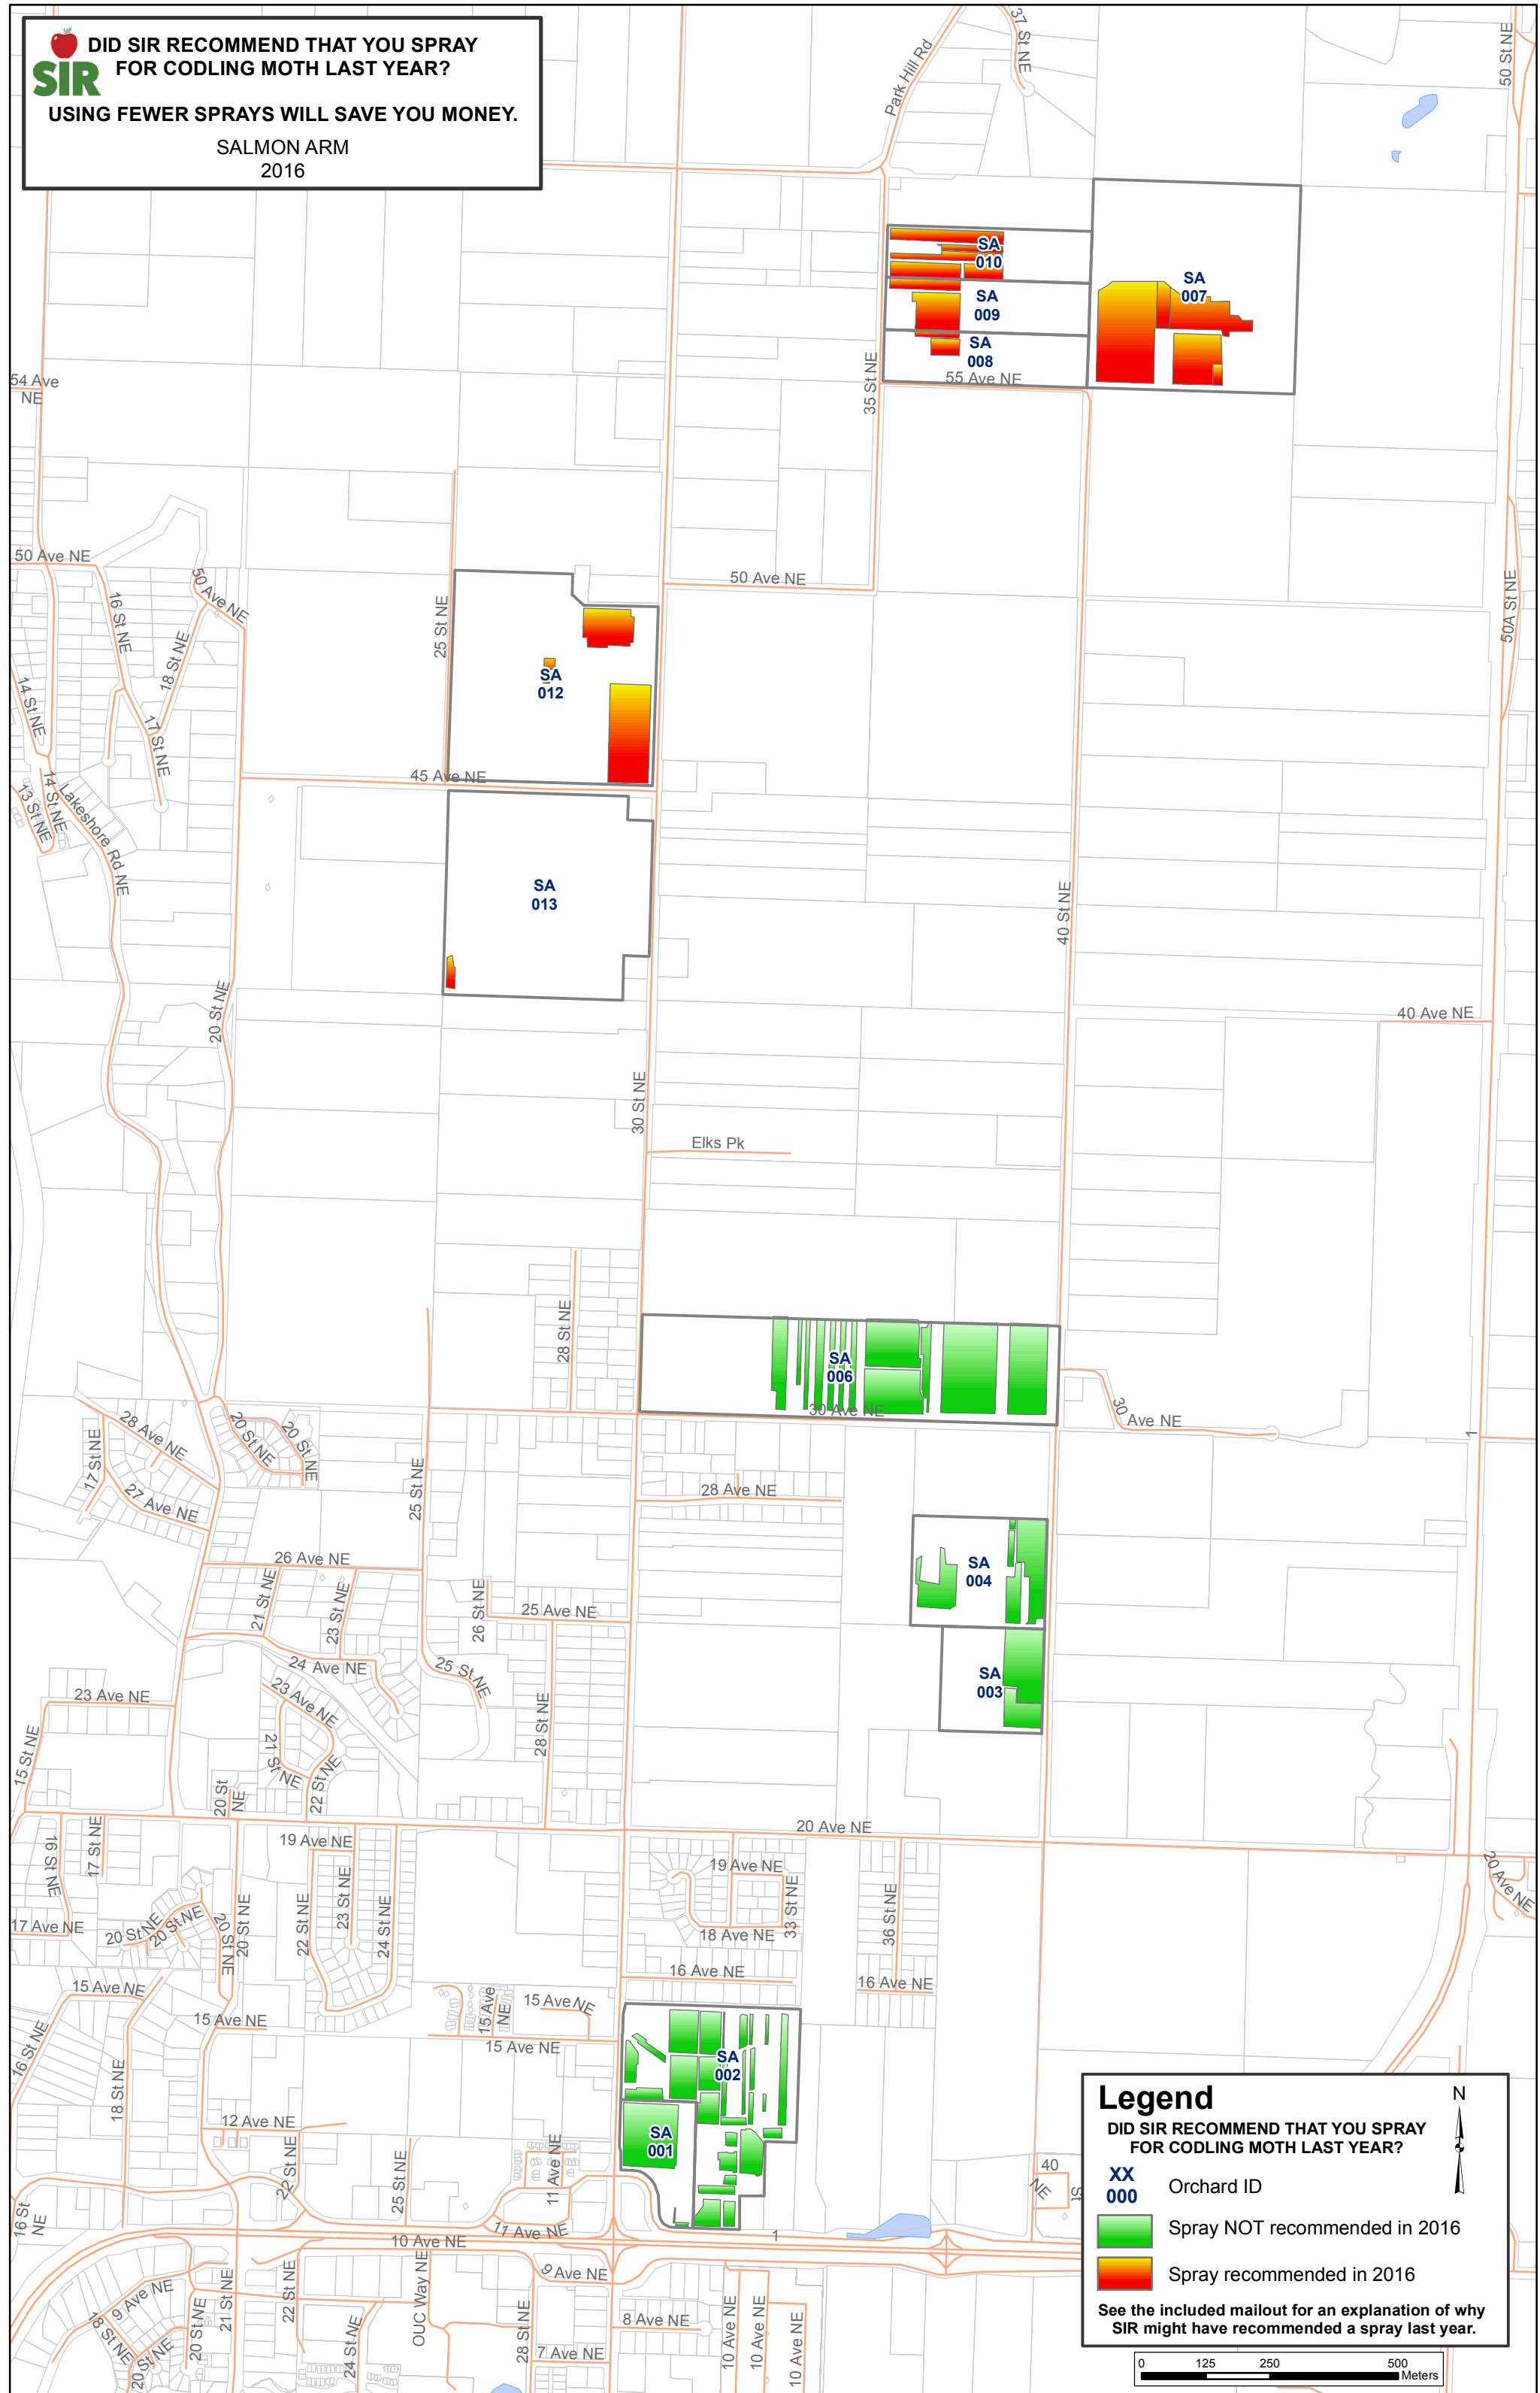 SIR
DID SIR RECOMMEND THAT YOU SPRAY
FOR CODLING MOTH LAST YEAR?
USING FEWER SPRAYS WILL SAVE YOU MONEY.
SALMON ARM
2016
37 St NE
Park Hill Rd
50 St NE
SA
010
SA
007
SA
009
SA
008
55 Ave NE
35 St NE
54 Ave
NE
50 Ave NE
50 Ave NE
50 Ave NE
16 St NE
18 St NE
25 St NE
50A St NE
SA
012
14 St NE
17 St NE
45 Ave NE
13 St NE
14 St NE
Lakeshore Rd NE
SA
013
40 St NE
20 St NE
40 Ave NE
30 St NE
Elks Pk
28 St NE
SA
006
30 Ave NE
30 Ave NE
1
28 Ave NE
20 St NE
20 St NE
17 St NE
27 Ave NE
25 St NE
28 Ave NE
26 Ave NE
SA
004
21 St NE
23 St NE
26 St NE
25 Ave NE
24 Ave NE
25 St NE
SA
003
23 Ave NE
23 Ave NE
28 St NE
15 St NE
21 St NE
22 St NE
20 St
NE
20 Ave NE
19 Ave NE
16 St NE
17 St NE
19 Ave NE
20 Ave NE
17 Ave NE
20 St NE
20 St NE
20 St NE
20 St NE
22 St NE
23 St NE
24 St NE
18 Ave NE
33 St NE
36 St NE
16 Ave NE
16 Ave NE
15 Ave NE
15 Ave NE
15 Ave
NE
15 Ave NE
15 Ave NE
16 St NE
18 St NE
SA
002
12 Ave NE
SA
001
22 St NE
25 St NE
11 Ave NE
16 St
NE
11 Ave NE
10 Ave NE
1
40
St
NE
9 Ave NE
9 Ave NE
18 St NE
20 St NE
20 St NE
21 St NE
22 St NE
24 St NE
OUC Way NE
28 St NE
8 Ave NE
7 Ave NE
10 Ave NE
10 Ave NE
10 Ave NE
Legend
N
DID SIR RECOMMEND THAT YOU SPRAY
FOR CODLING MOTH LAST YEAR?
XX
000
Orchard ID
Spray NOT recommended in 2016
Spray recommended in 2016
See the included mailout for an explanation of why
SIR might have recommended a spray last year.
0 125 250 500
Meters